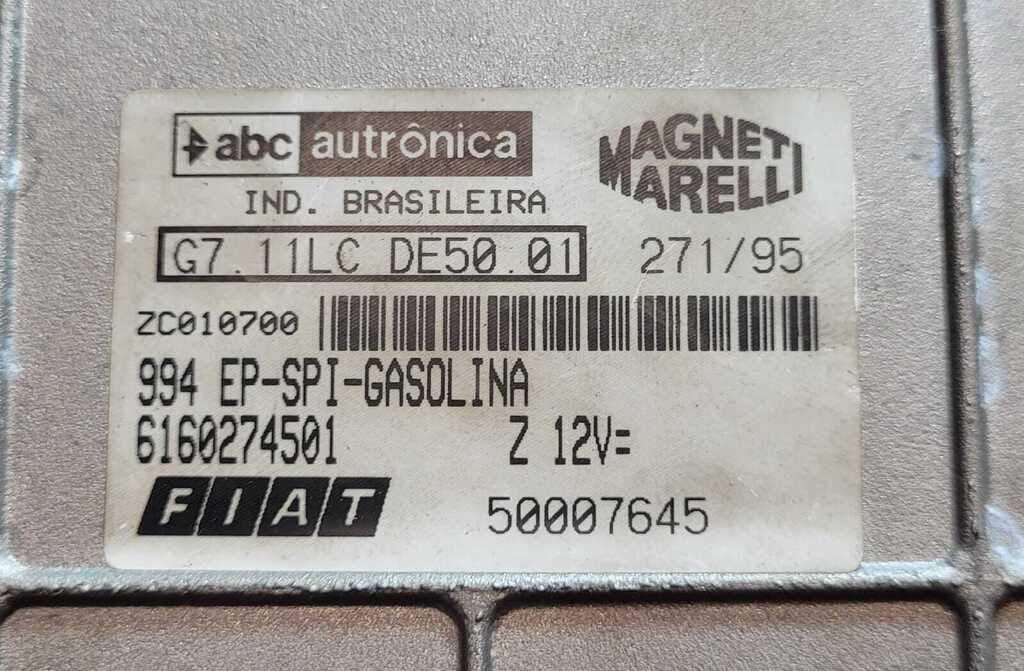 abc autrônica
MAGNETI MARELLI
IND. BRASILEIRA
G7.11LC DE50.01 271/95
ZC010700
994 EP-SPI-GASOLINA
6160274501 Z 12V=
FIAT 50007645